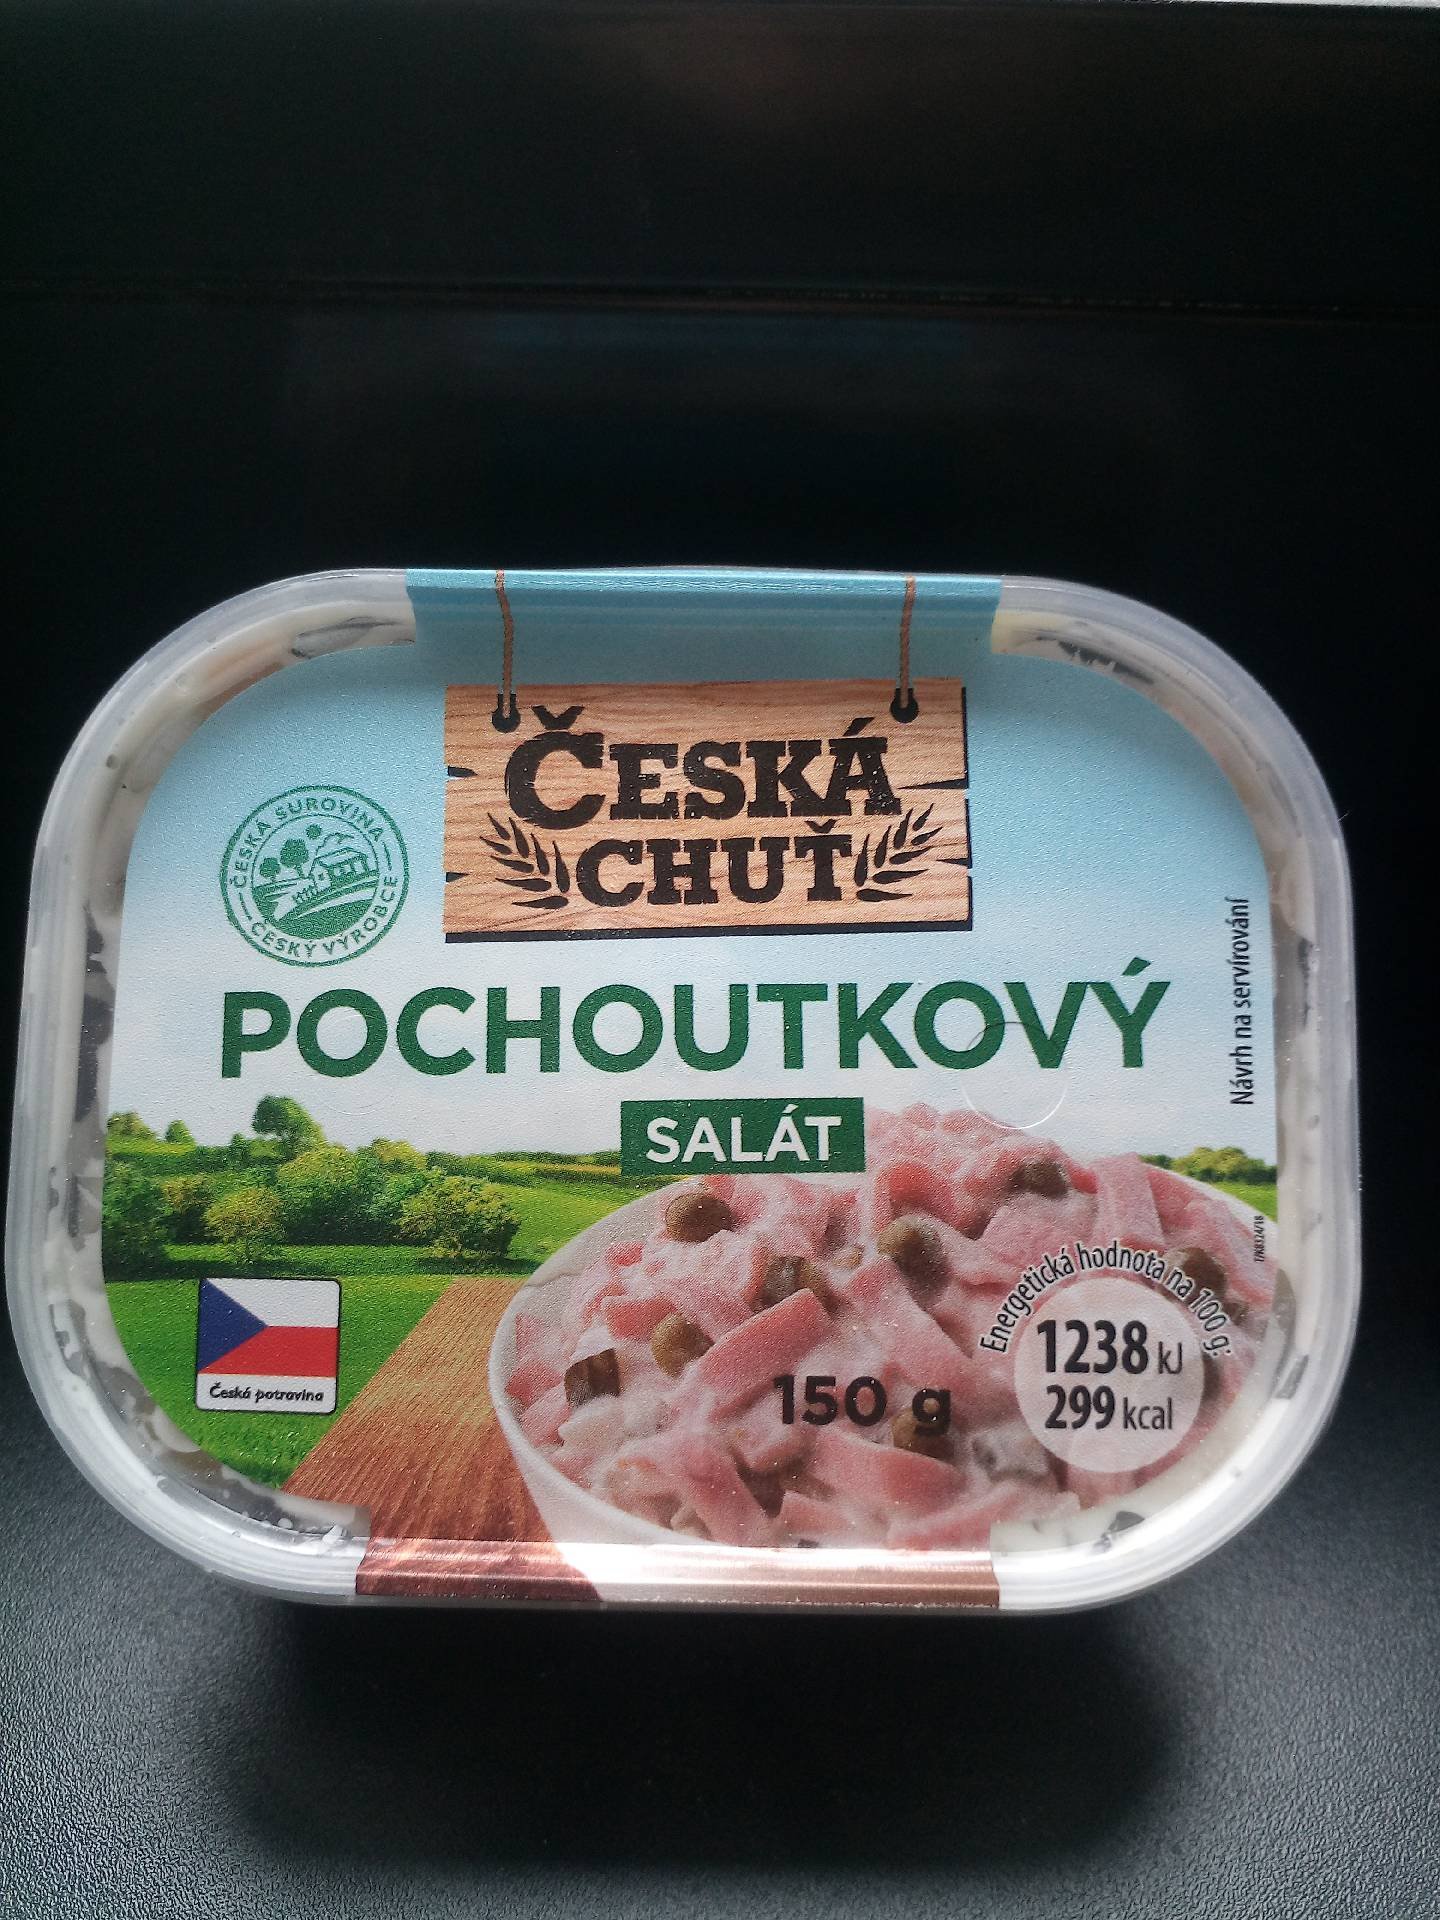 ČESKÁ
CHUŤ
ČESKÁ SUROVINA
ČESKÝ VÝROBCE
POCHOUTKOVÝ
SALÁT
Návrh na servírování
Česká potravina
150 g
Energetická hodnota na 100 g:
1238 kJ
299 kcal